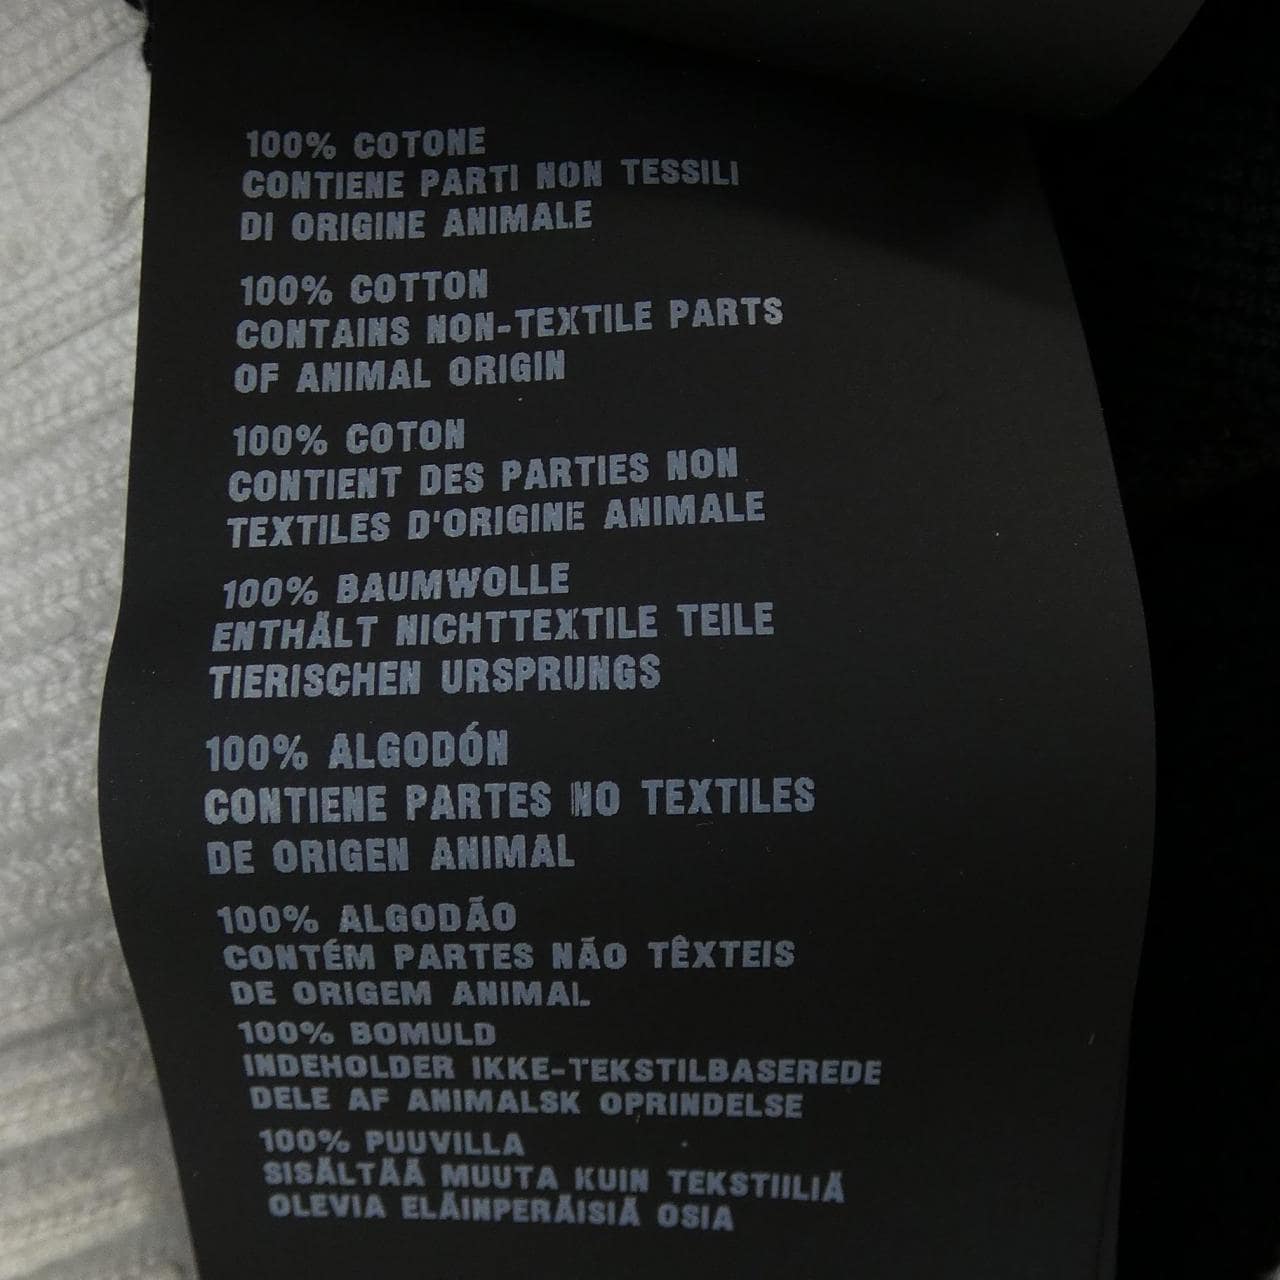 100% COTONE
CONTIENE PARTI NON TESSILI
DI ORIGINE ANIMALE
100% COTTON
CONTAINS NON-TEXTILE PARTS
OF ANIMAL ORIGIN
100% COTON
CONTIENT DES PARTIES NON
TEXTILES D'ORIGINE ANIMALE
100% BAUMWOLLE
ENTHÄLT NICHTTEXTILE TEILE
TIERISCHEN URSPRUNGS
100% ALGODÓN
CONTIENE PARTES NO TEXTILES
DE ORIGEN ANIMAL
100% ALGODÃO
CONTÉM PARTES NÃO TÊXTEIS
DE ORIGEM ANIMAL
100% BOMULD
INDEHOLDER IKKE-TEKSTILBASEREDE
DELE AF ANIMALSK OPRINDELSE
100% PUUVILLA
SISÄLTÄÄ MUUTA KUIN TEKSTIILIÄ
OLEVIA ELÄINPERÄISIÄ OSIA